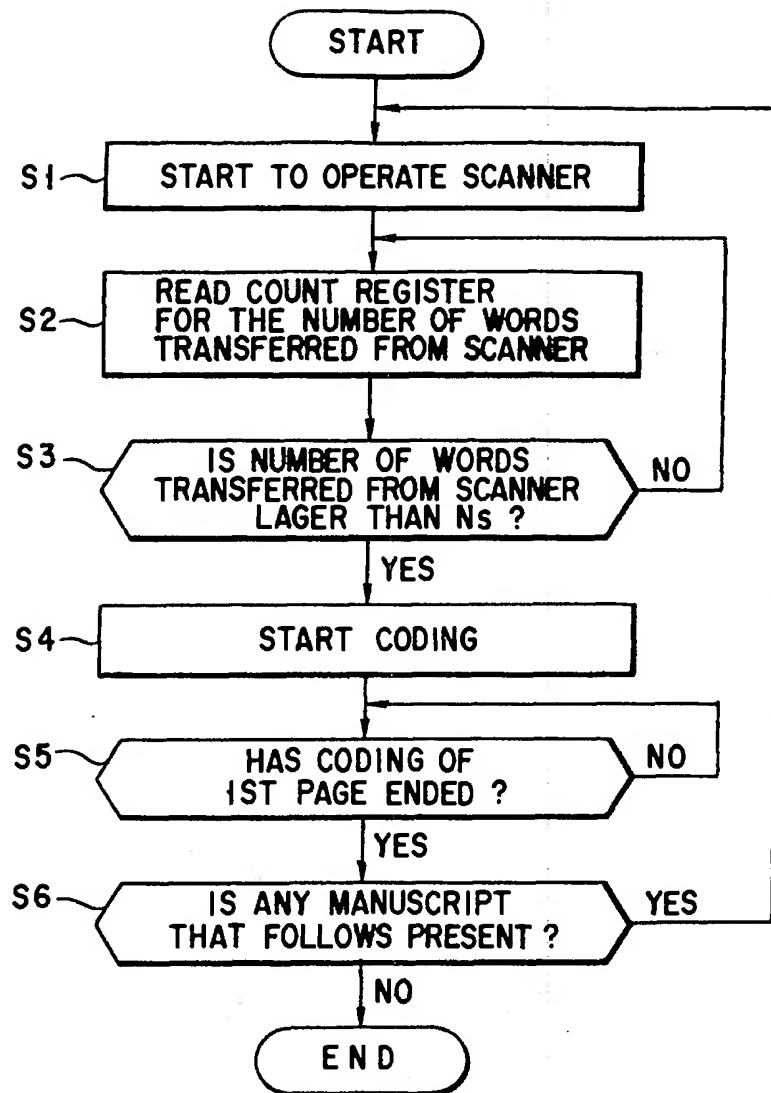 START
S1
START TO OPERATE SCANNER
S2
READ COUNT REGISTER
FOR THE NUMBER OF WORDS
TRANSFERRED FROM SCANNER
S3
IS NUMBER OF WORDS
TRANSFERRED FROM SCANNER
LAGER THAN Ns ?
NO
YES
S4
START CODING
S5
HAS CODING OF
1ST PAGE ENDED ?
NO
YES
S6
IS ANY MANUSCRIPT
THAT FOLLOWS PRESENT ?
YES
NO
END